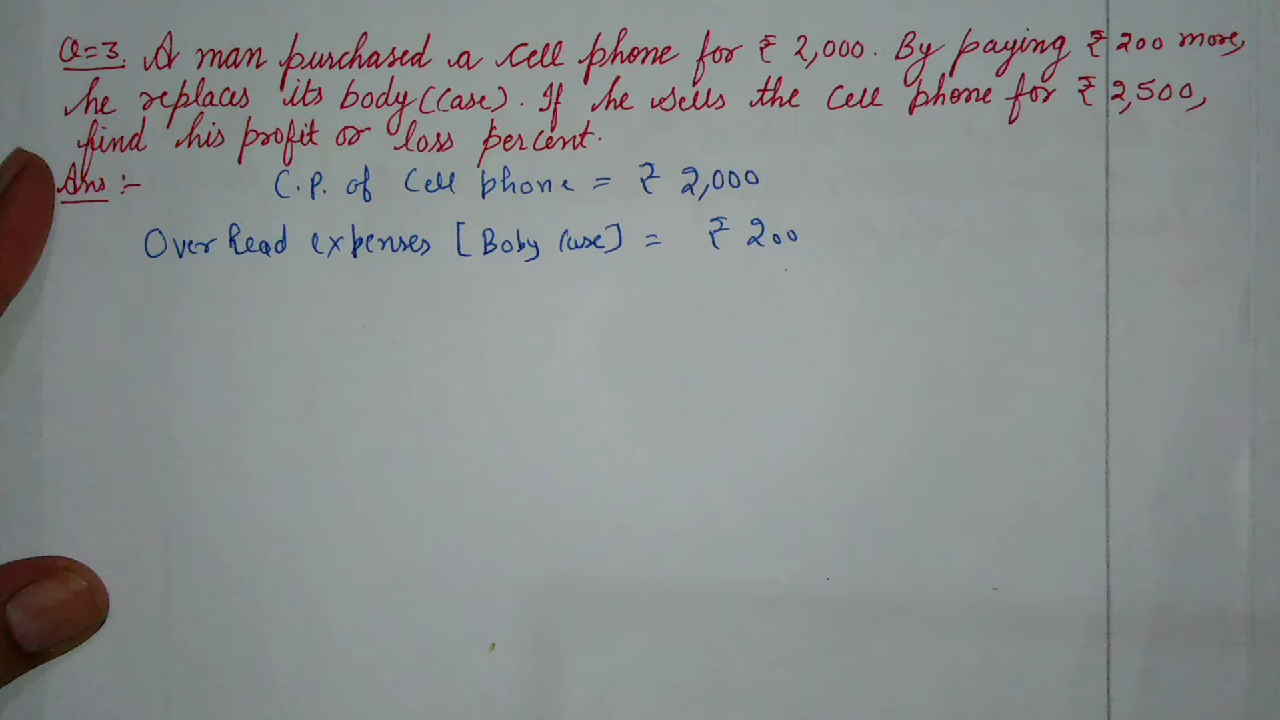 Q=3. A man purchased a cell phone for ₹ 2,000. By paying ₹ 200 more,
he replaces its body (case). If he sells the cell phone for ₹ 2,500,
find his profit or loss percent.
Ans :- C.P. of Cell phone = ₹ 2,000
Over Head expenses [Boby Case] = ₹ 200